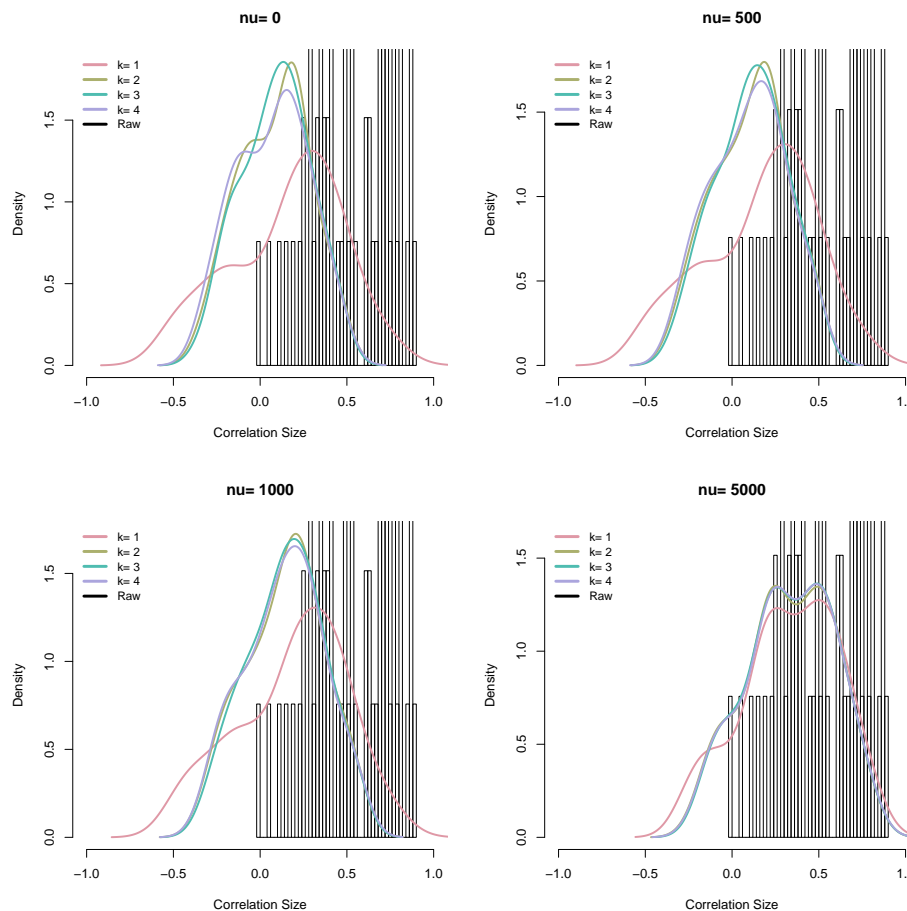 nu= 0
k= 1
k= 2
k= 3
k= 4
Raw
Density
0.0
0.5
1.0
1.5
−1.0
−0.5
0.0
0.5
1.0
Correlation Size
nu= 500
k= 1
k= 2
k= 3
k= 4
Raw
Density
0.0
0.5
1.0
1.5
−1.0
−0.5
0.0
0.5
1.0
Correlation Size
nu= 1000
k= 1
k= 2
k= 3
k= 4
Raw
Density
0.0
0.5
1.0
1.5
−1.0
−0.5
0.0
0.5
1.0
Correlation Size
nu= 5000
k= 1
k= 2
k= 3
k= 4
Raw
Density
0.0
0.5
1.0
1.5
−1.0
−0.5
0.0
0.5
Correlation Size